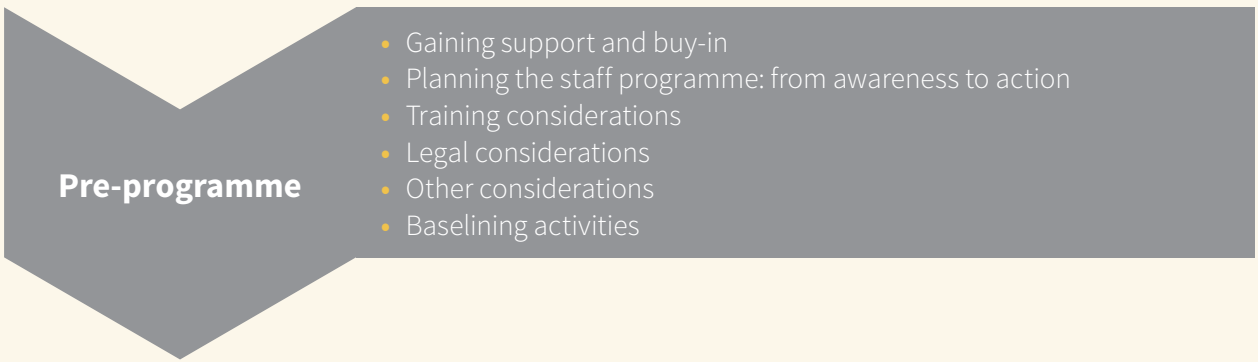 Pre-programme
• Gaining support and buy-in
• Planning the staff programme: from awareness to action
• Training considerations
• Legal considerations
• Other considerations
• Baselining activities